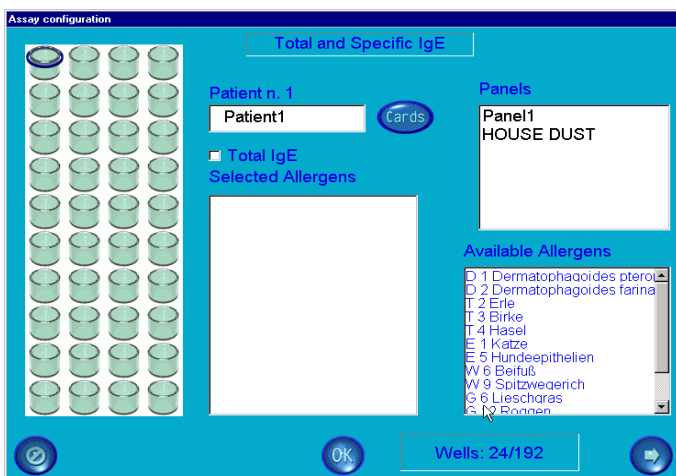 Assay configuration
Total and Specific IgE
Patient n. 1
Patient1
Cards
Total IgE
Selected Allergens
Panels
Panel1
HOUSE DUST
Available Allergens
D 1 Dermatophagoides pteron
D 2 Dermatophagoides farina
T 2 Erle
T 3 Birke
T 4 Hasel
E 1 Katze
E 5 Hundeepithelien
W 6 Beifuß
W 9 Spitzwegerich
G 6 Lieschgras
Roggen
OK
Wells: 24/192